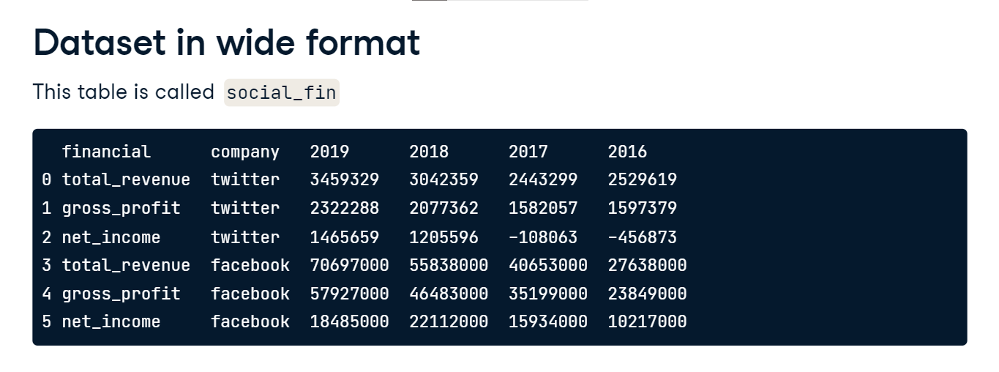 Dataset in wide format
This table is called social_fin
financial company 2019 2018 2017 2016
0 total_revenue twitter 3459329 3042359 2443299 2529619
1 gross_profit twitter 2322288 2077362 1582057 1597379
2 net_income twitter 1465659 1205596 -108063 -456873
3 total_revenue facebook 70697000 55838000 40653000 27638000
4 gross_profit facebook 57927000 46483000 35199000 23849000
5 net_income facebook 18485000 22112000 15934000 10217000